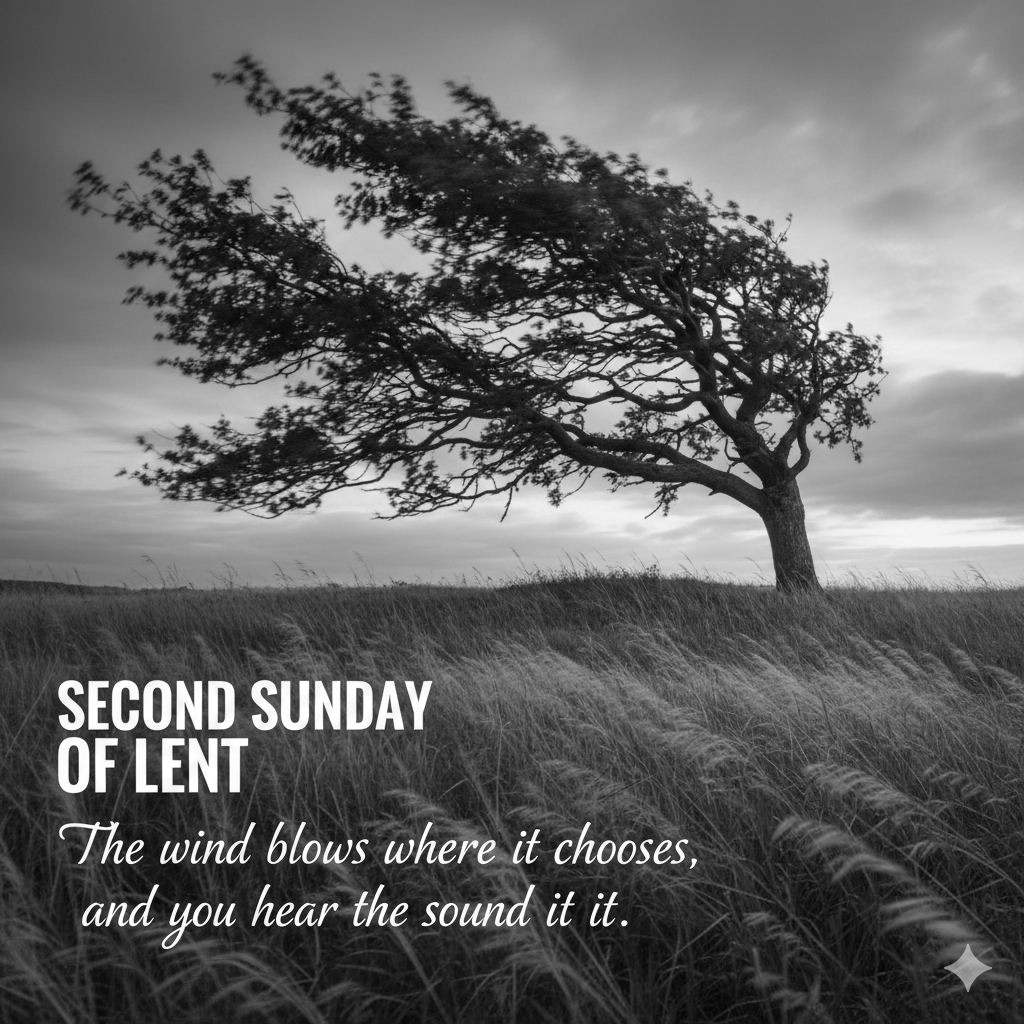 SECOND SUNDAY
OF LENT
The wind blows where it chooses,
and you hear the sound it it.